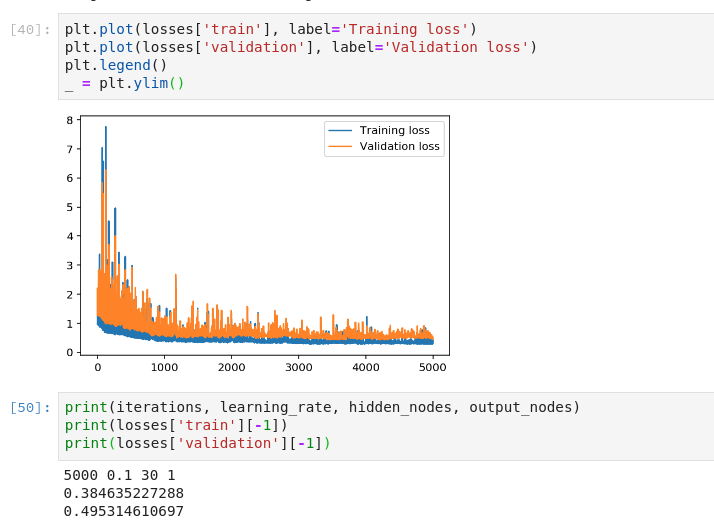 [40]:
plt.plot(losses['train'], label='Training loss')
plt.plot(losses['validation'], label='Validation loss')
plt.legend()
_ = plt.ylim()
8
7
6
5
4
3
2
1
0
Training loss
Validation loss
0 1000 2000 3000 4000 5000
[50]:
print(iterations, learning_rate, hidden_nodes, output_nodes)
print(losses['train'][-1])
print(losses['validation'][-1])
5000 0.1 30 1
0.384635227288
0.495314610697